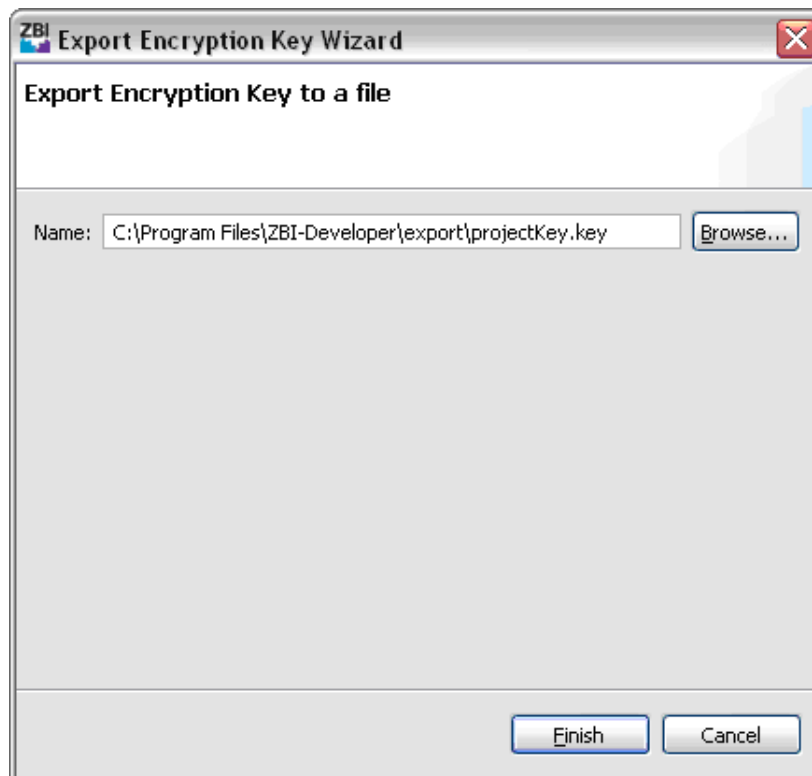 ZBI Export Encryption Key Wizard
Export Encryption Key to a file
Name: C:\Program Files\ZBI-Developer\export\projectKey.key Browse...
Finish Cancel